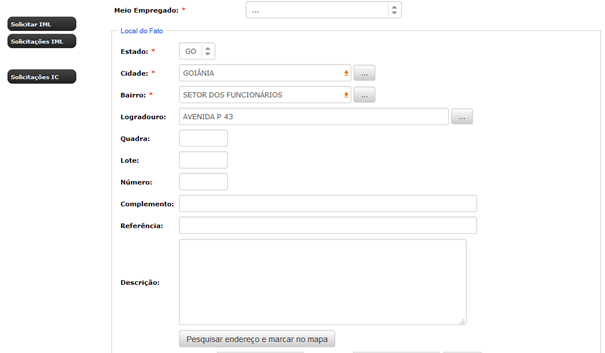 Meio Empregado: * ...
Solicitar IML
Solicitações IML
Solicitações IC
Local do Fato
Estado: * GO
Cidade: * GOIÂNIA ...
Bairro: * SETOR DOS FUNCIONÁRIOS ...
Logradouro: AVENIDA P 43 ...
Quadra:
Lote:
Número:
Complemento:
Referência:
Descrição:
Pesquisar endereço e marcar no mapa